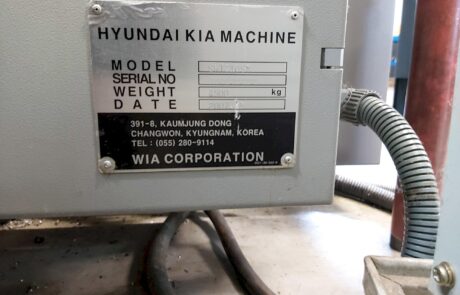 HYUNDAI KIA MACHINE
MODEL
SERIAL NO
WEIGHT kg
DATE
391-8, KAUMJUNG DONG
CHANGWON, KYUNGNAM, KOREA
TEL : (055) 280-9114
WIA CORPORATION